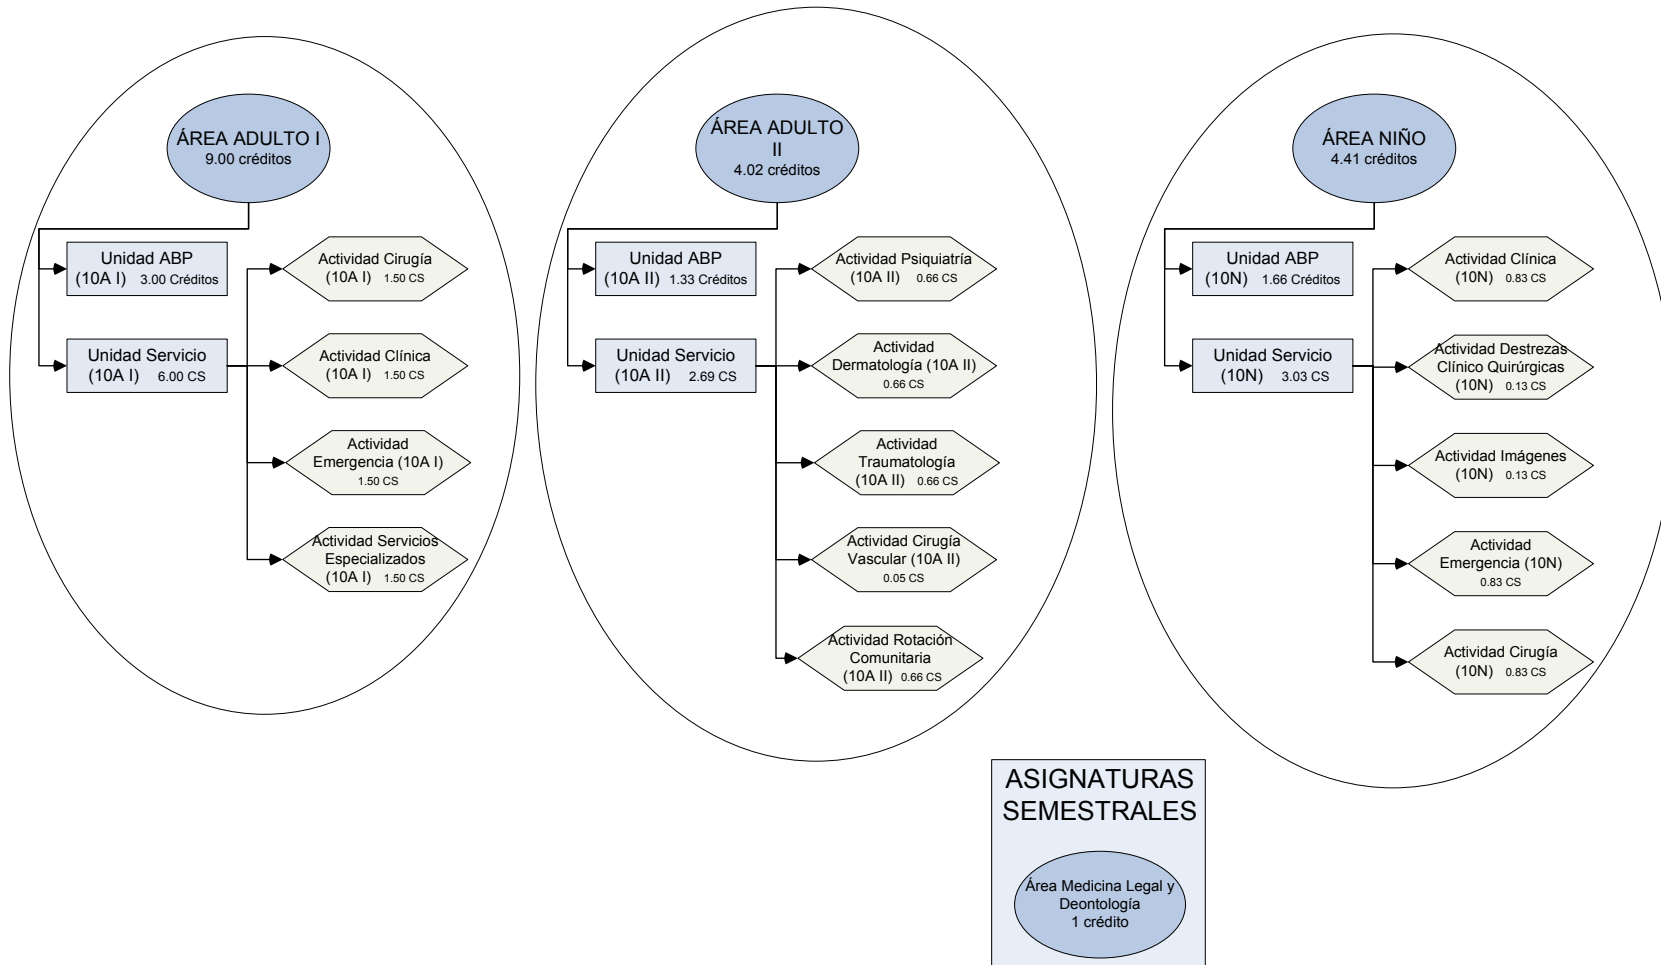 ÁREA ADULTO I
9.00 créditos
Unidad ABP
(10A I) 3.00 Créditos
Unidad Servicio
(10A I) 6.00 CS
Actividad Cirugía
(10A I) 1.50 CS
Actividad Clínica
(10A I) 1.50 CS
Actividad
Emergencia (10A I)
1.50 CS
Actividad Servicios
Especializados
(10A I) 1.50 CS
ÁREA ADULTO
II
4.02 créditos
Unidad ABP
(10A II) 1.33 Créditos
Unidad Servicio
(10A II) 2.69 CS
Actividad Psiquiatría
(10A II) 0.66 CS
Actividad
Dermatología (10A II)
0.66 CS
Actividad
Traumatología
(10A II) 0.66 CS
Actividad Cirugía
Vascular (10A II)
0.05 CS
Actividad Rotación
Comunitaria
(10A II) 0.66 CS
ÁREA NIÑO
4.41 créditos
Unidad ABP
(10N) 1.66 Créditos
Unidad Servicio
(10N) 3.03 CS
Actividad Clínica
(10N) 0.83 CS
Actividad Destrezas
Clínico Quirúrgicas
(10N) 0.13 CS
Actividad Imágenes
(10N) 0.13 CS
Actividad
Emergencia (10N)
0.83 CS
Actividad Cirugía
(10N) 0.83 CS
ASIGNATURAS
SEMESTRALES
Área Medicina Legal y
Deontología
1 crédito